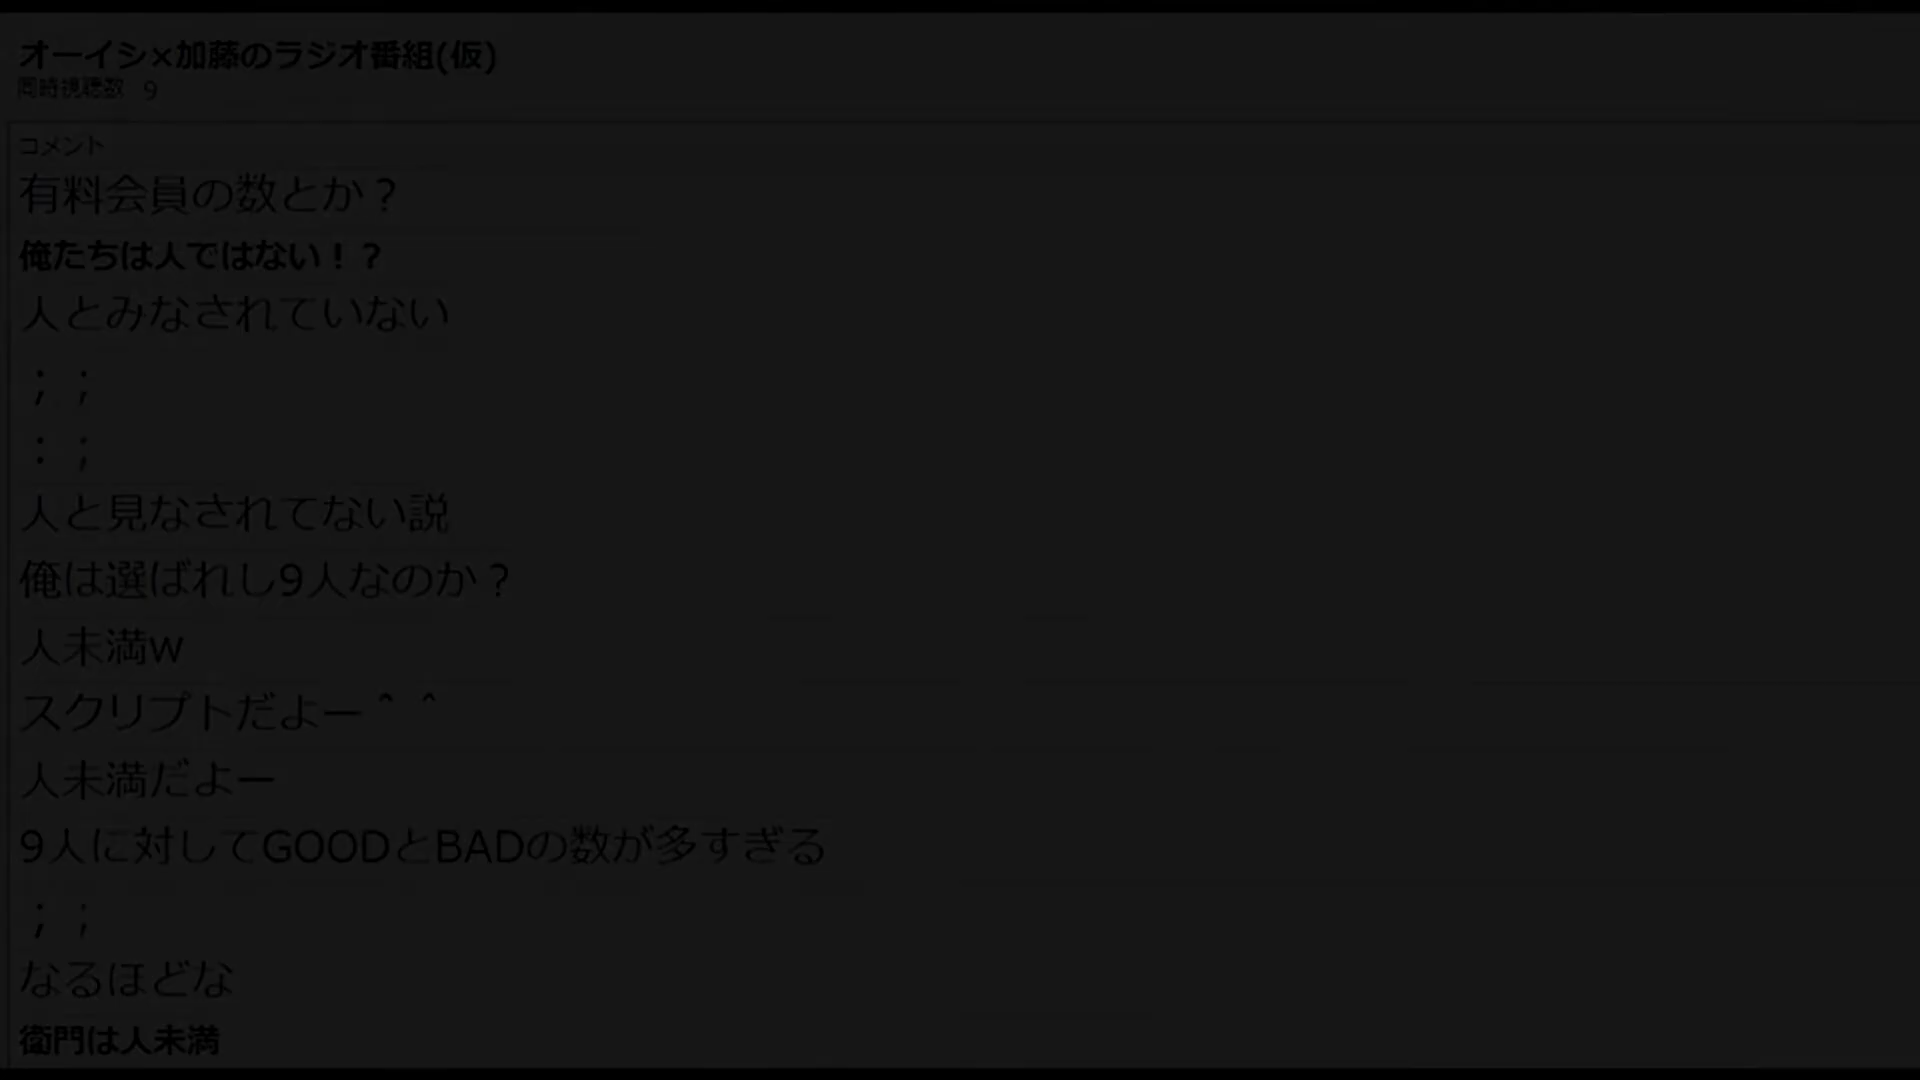 オーイシ×加藤のラジオ番組(仮)
同時視聴数 9
コメント
有料会員の数とか？
俺たちは人ではない！？
人とみなされていない
；；
：；
人と見なされてない説
俺は選ばれし9人なのか？
人未満w
スクリプトだよー＾＾
人未満だよー
9人に対してGOODとBADの数が多すぎる
；；
なるほどな
衛門は人未満